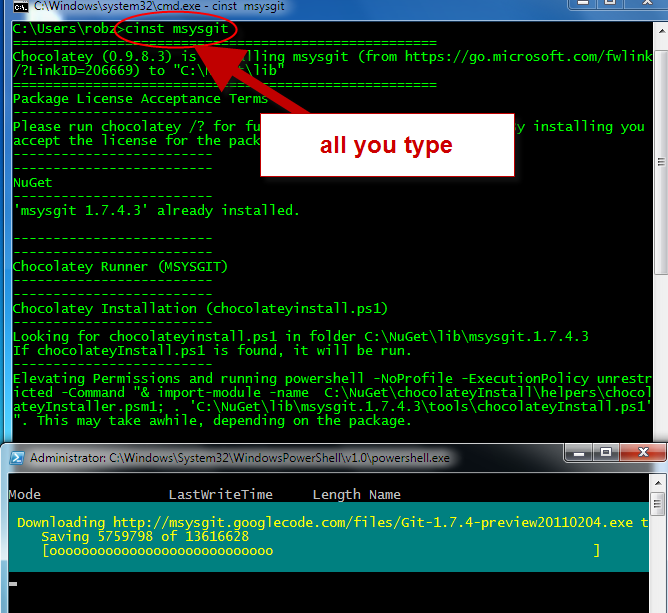 C:\Windows\system32\cmd.exe - cinst msysgit
C:\Users\robz>cinst msysgit
=====================================================
Chocolatey (0.9.8.3) is lling msysgit (from https://go.microsoft.com/fwlink
/?LinkID=206669) to "C:\ lib"
=====================================================
Package License Acceptance Terms
-------------------------
Please run chocolatey /? for fu y installing you
accept the license for the pack
all you type
-------------------------
-------------------------
NuGet
-------------------------
'msysgit 1.7.4.3' already installed.
-------------------------
-------------------------
Chocolatey Runner (MSYSGIT)
-------------------------
-------------------------
Chocolatey Installation (chocolateyinstall.ps1)
-------------------------
Looking for chocolateyinstall.ps1 in folder C:\NuGet\lib\msysgit.1.7.4.3
If chocolateyInstall.ps1 is found, it will be run.
-------------------------
Elevating Permissions and running powershell -NoProfile -ExecutionPolicy unrestr
icted -Command "& import-module -name  C:\NuGet\chocolateyInstall\helpers\chocol
ateyInstaller.psm1; . 'C:\NuGet\lib\msysgit.1.7.4.3\tools\chocolateyInstall.ps1'
". This may take awhile, depending on the package.
Administrator: C:\Windows\System32\WindowsPowerShell\v1.0\powershell.exe
Mode LastWriteTime Length Name
Downloading http://msysgit.googlecode.com/files/Git-1.7.4-preview20110204.exe t
Saving 5759798 of 13616628
[oooooooooooooooooooooooooooo ]